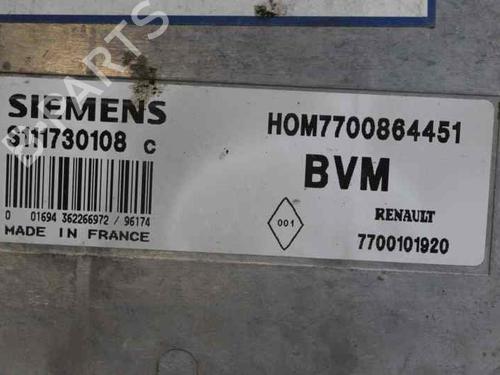 SIEMENS
S111730108 C
0 01694 362266972 / 96174
MADE IN FRANCE
HOM7700864451
BVM
001
RENAULT
7700101920